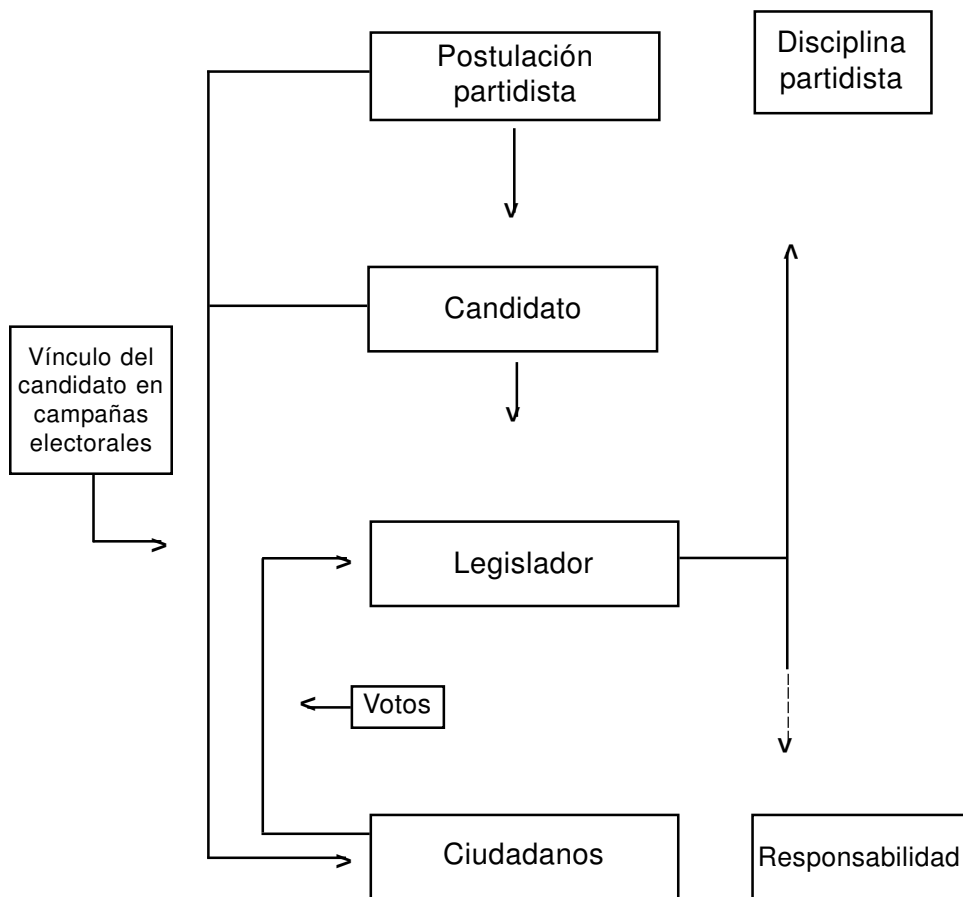 Postulación
partidista
Disciplina
partidista
Candidato
Vínculo del
candidato en
campañas
electorales
Legislador
Votos
Ciudadanos
Responsabilidad